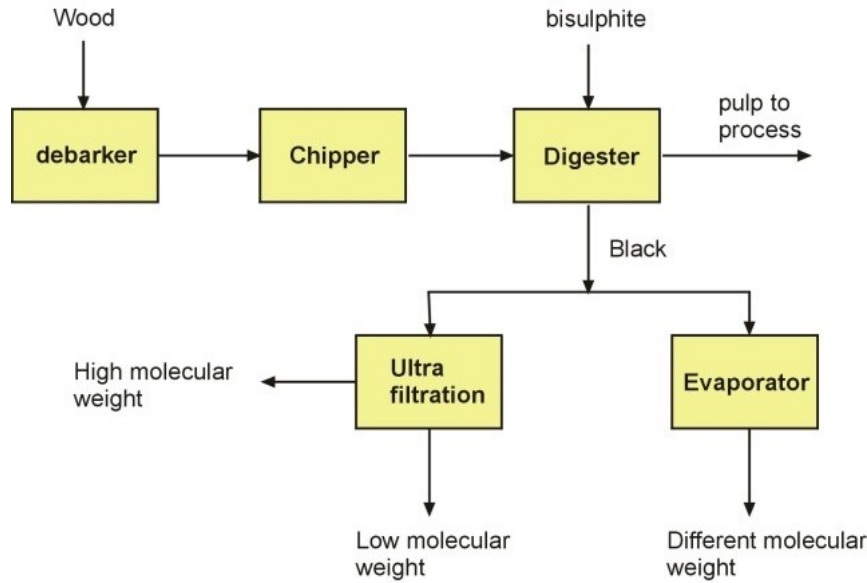 Wood
bisulphite
debarker
Chipper
Digester
pulp to
process
Black
High molecular
weight
Ultra
filtration
Evaporator
Low molecular
weight
Different molecular
weight